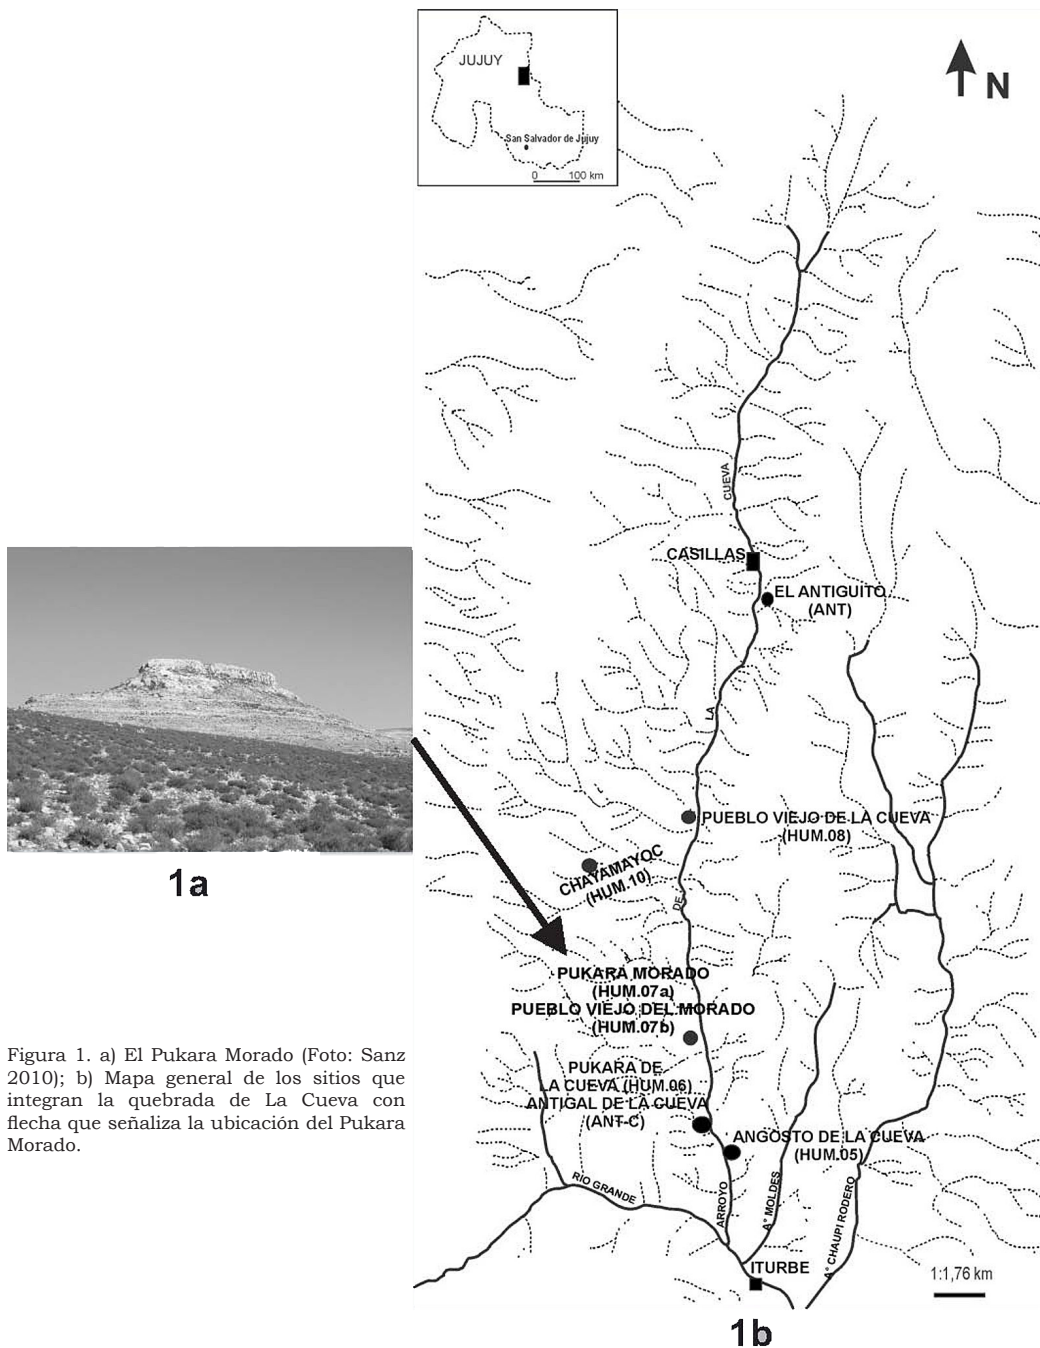 JUJUY
San Salvador de Jujuy
0 100 km
N
CUEVA
CASILLAS
EL ANTIGUITO
(ANT)
LA
PUEBLO VIEJO DE LA CUEVA
(HUM.08)
CHAYAMAYOC
(HUM.10)
DE
1a
PUKARA MORADO
(HUM.07a)
PUEBLO VIEJO DEL MORADO
(HUM.07b)
Figura 1. a) El Pukara Morado (Foto: Sanz
2010); b) Mapa general de los sitios que
integran la quebrada de La Cueva con
flecha que señaliza la ubicación del Pukara
Morado.
PUKARA DE
LA CUEVA (HUM.06)
ANTIGAL DE LA CUEVA
(ANT-C)
ANGOSTO DE LA CUEVA
(HUM.05)
RÍO GRANDE
ARROYO
A° MOLDES
A° CHAUPI RODERO
ITURBE
1:1,76 km
1b